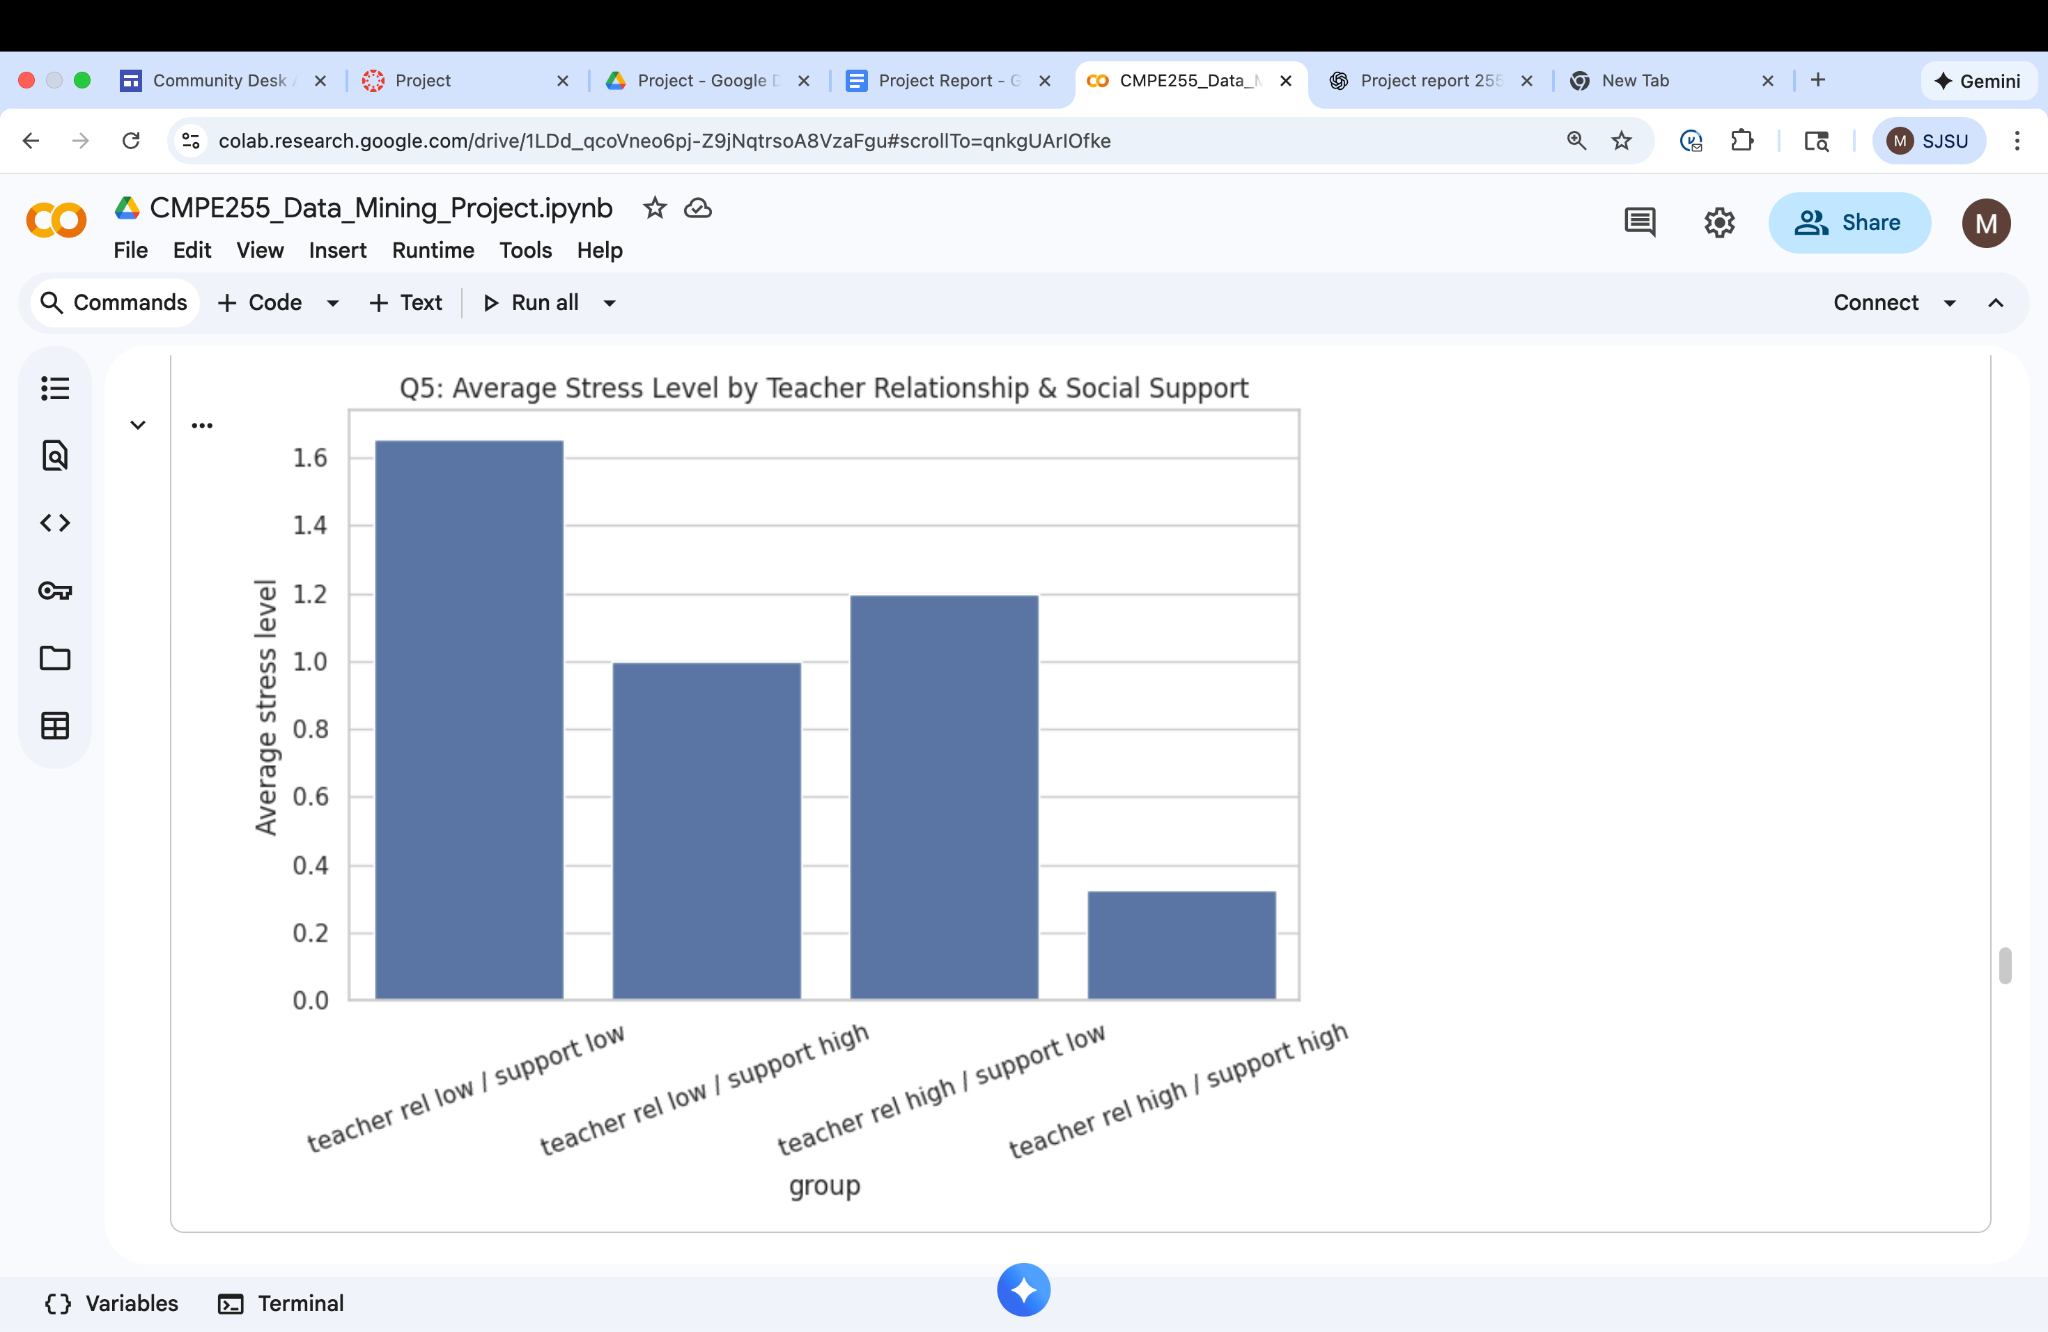 Community Desk
Project
Project - Google
Project Report -
CMPE255_Data_
Project report 255
New Tab
Gemini
colab.research.google.com/drive/1LDd_qcoVneo6pj-Z9jNqtrsoA8VzaFgu#scrollTo=qnkgUArIOfke
M
SJSU
CMPE255_Data_Mining_Project.ipynb
File Edit View Insert Runtime Tools Help
Share
M
Commands + Code + Text Run all
Connect
Q5: Average Stress Level by Teacher Relationship & Social Support
Average stress level
1.6
1.4
1.2
1.0
0.8
0.6
0.4
0.2
0.0
teacher rel low / support low
teacher rel low / support high
teacher rel high / support low
teacher rel high / support high
group
Variables Terminal